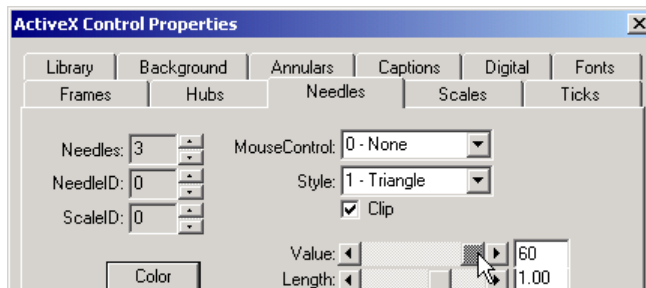 ActiveX Control Properties
Library Background Annulars Captions Digital Fonts
Frames Hubs Needles Scales Ticks
Needles: 3 MouseControl: 0 - None
NeedleID: 0 Style: 1 - Triangle
ScaleID: 0 Clip
Value: 60
Color Length: 1.00